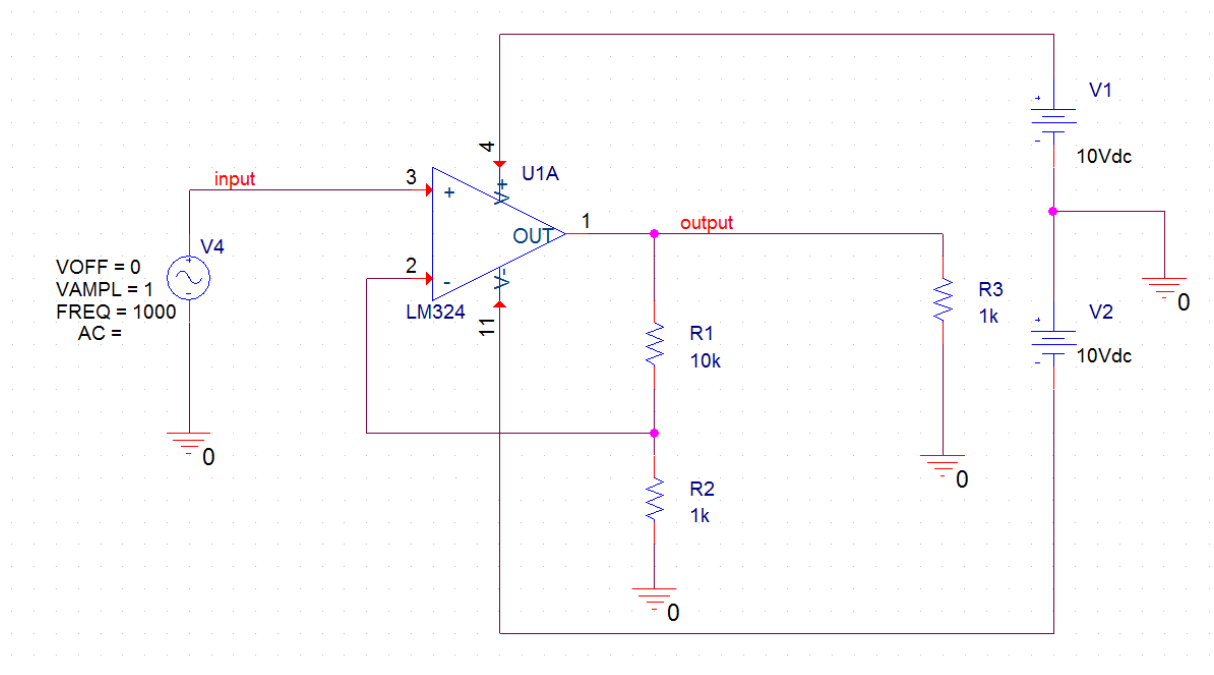 V1
+
-
10Vdc
4
U1A
3
input
+
V+
1
output
OUT
V4
+
-
VOFF = 0
VAMPL = 1
FREQ = 1000
AC =
2
-
V-
LM324
11
R3
1k
0
V2
+
-
10Vdc
R1
10k
0
0
R2
1k
0